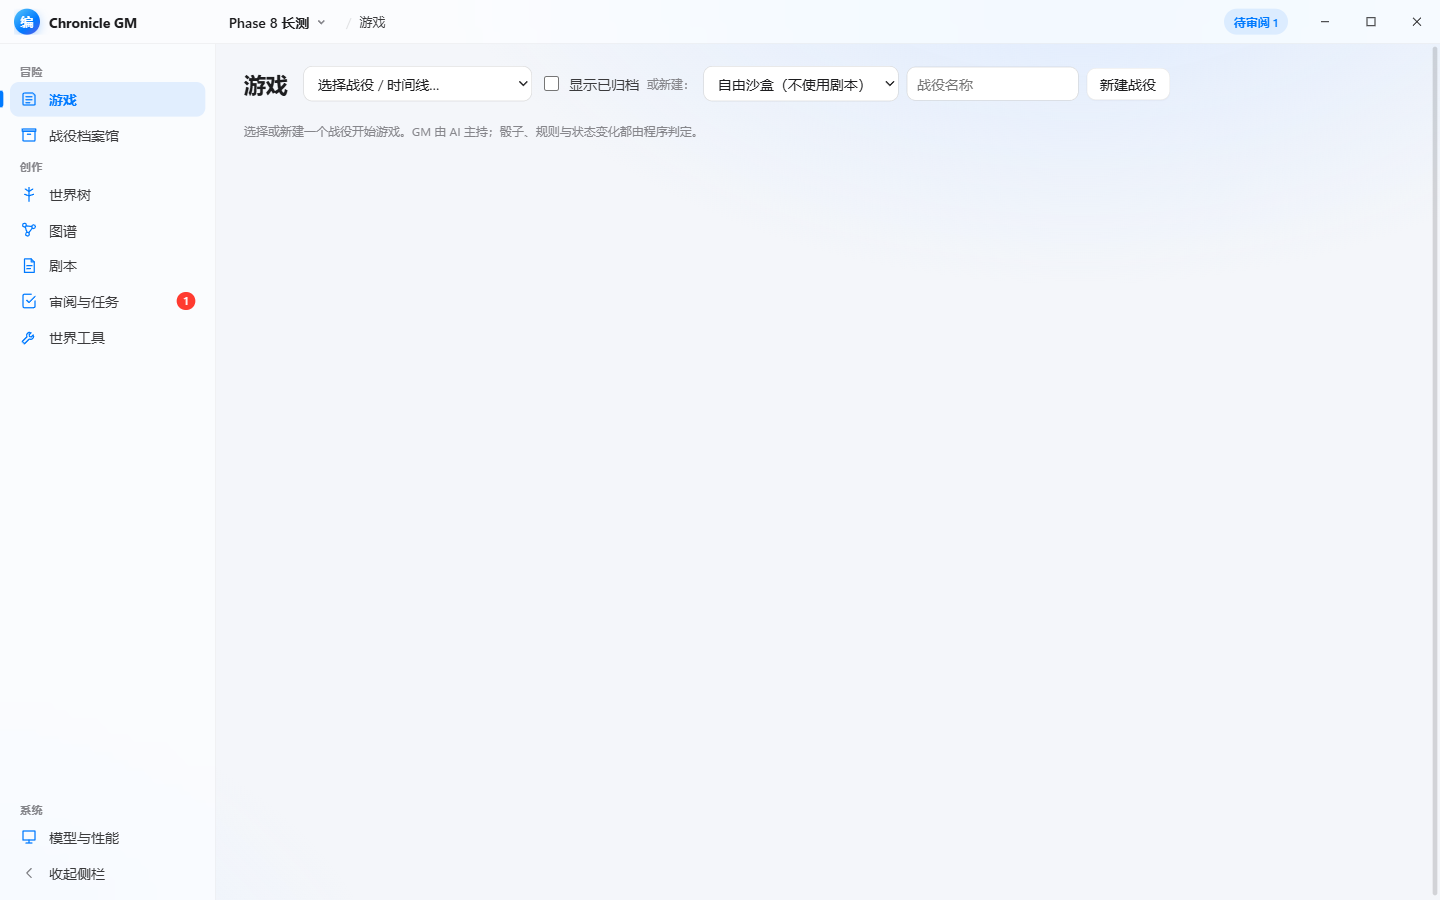 编 Chronicle GM
Phase 8 长测 / 游戏
待审阅 1
冒险
游戏
战役档案馆
创作
世界树
图谱
剧本
审阅与任务 1
世界工具
系统
模型与性能
收起侧栏
游戏 选择战役 / 时间线... 显示已归档 或新建: 自由沙盒（不使用剧本） 战役名称 新建战役
选择或新建一个战役开始游戏。GM 由 AI 主持；骰子、规则与状态变化都由程序判定。